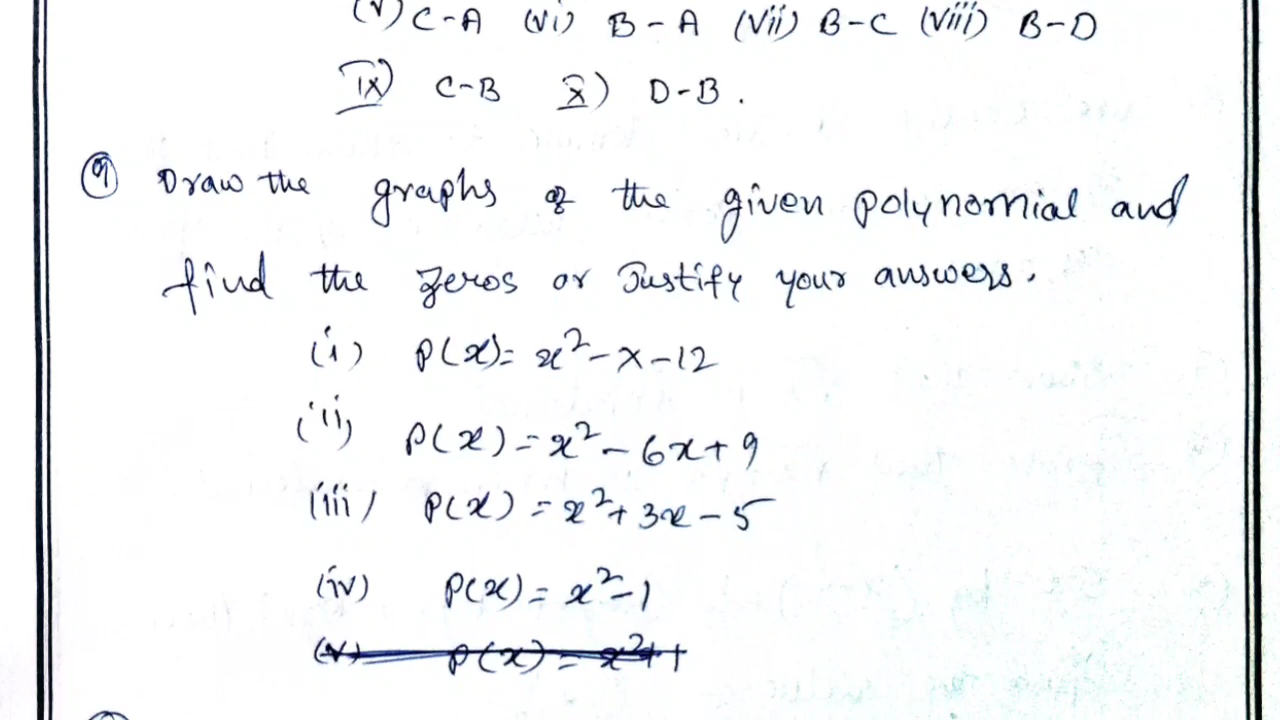 (v) C-A (vi) B-A (vii) B-C (viii) B-D
ix) C-B x) D-B.
9 Draw the graphs of the given polynomial and
find the zeros or Justify your answers.
(i) P(x)= x²-x-12
(ii) P(x)=x²-6x+9
(iii) P(x)=x²+3x-5
(iv) P(x)=x²-1
(v) P(x)=x²+1